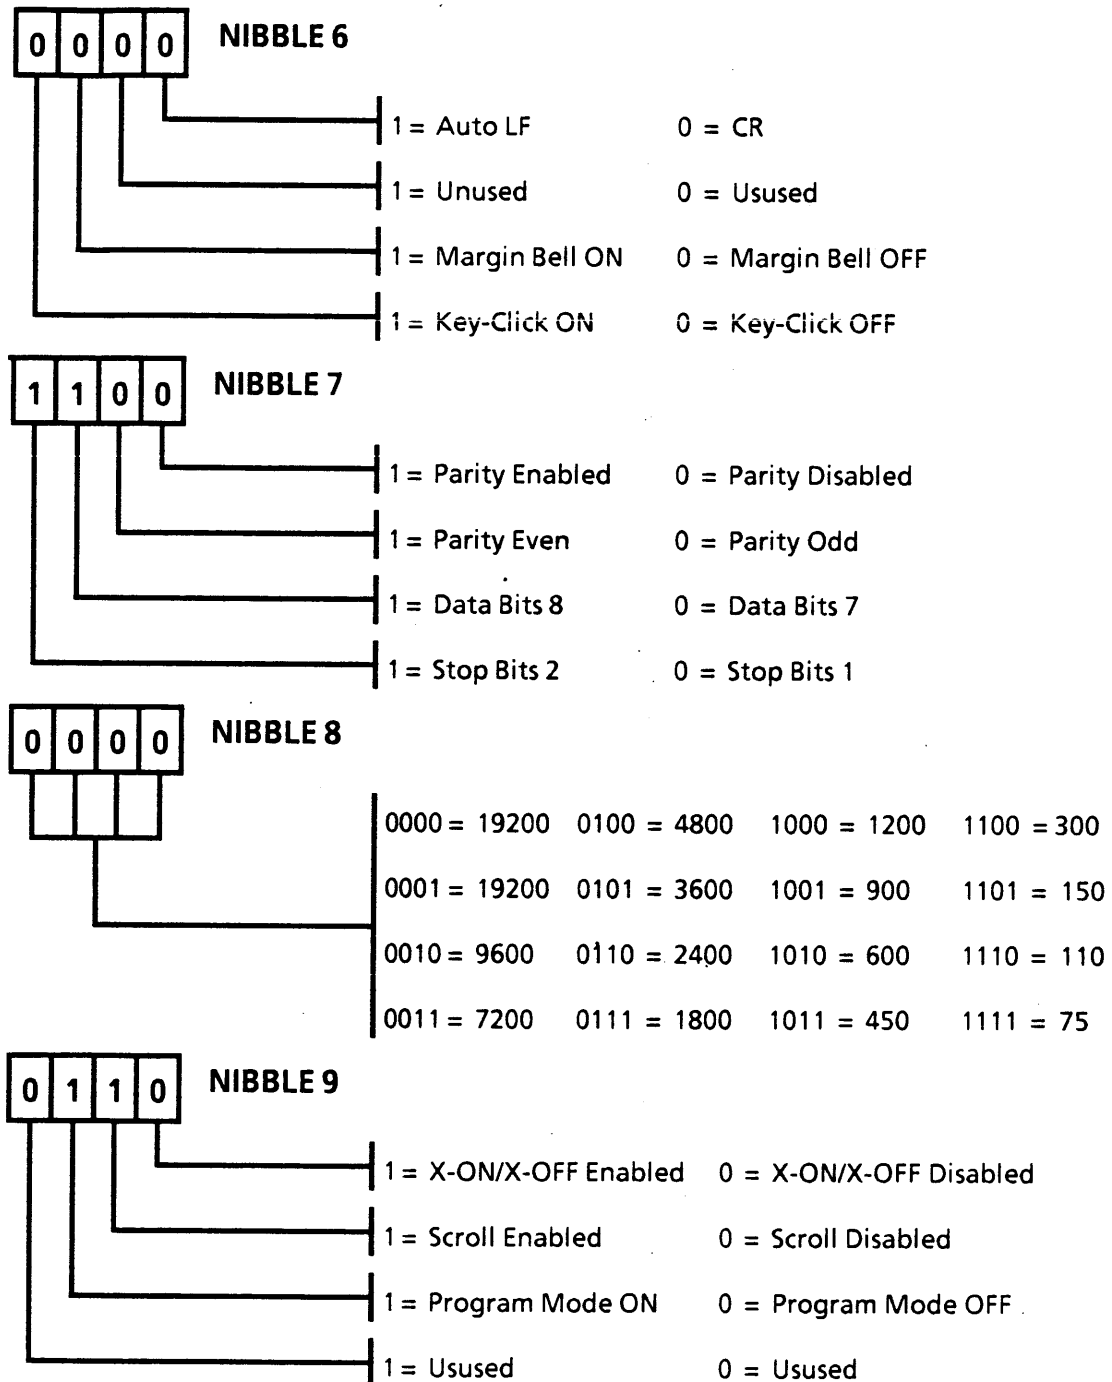 0 0 0 0 NIBBLE 6
1 = Auto LF 0 = CR
1 = Unused 0 = Usused
1 = Margin Bell ON 0 = Margin Bell OFF
1 = Key-Click ON 0 = Key-Click OFF
1 1 0 0 NIBBLE 7
1 = Parity Enabled 0 = Parity Disabled
1 = Parity Even 0 = Parity Odd
1 = Data Bits 8 0 = Data Bits 7
1 = Stop Bits 2 0 = Stop Bits 1
0 0 0 0 NIBBLE 8
0000 = 19200 0100 = 4800 1000 = 1200 1100 = 300
0001 = 19200 0101 = 3600 1001 = 900 1101 = 150
0010 = 9600 0110 = 2400 1010 = 600 1110 = 110
0011 = 7200 0111 = 1800 1011 = 450 1111 = 75
0 1 1 0 NIBBLE 9
1 = X-ON/X-OFF Enabled 0 = X-ON/X-OFF Disabled
1 = Scroll Enabled 0 = Scroll Disabled
1 = Program Mode ON 0 = Program Mode OFF
1 = Usused 0 = Usused